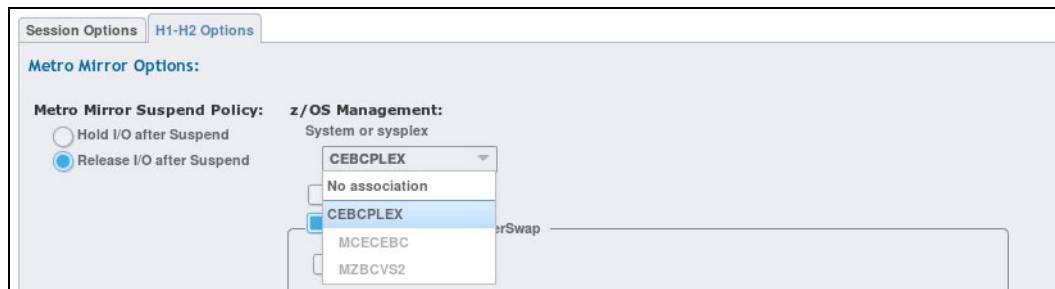 Session Options H1-H2 Options
Metro Mirror Options:
Metro Mirror Suspend Policy: z/OS Management:
Hold I/O after Suspend System or sysplex
Release I/O after Suspend CEBCPLEX
No association
CEBCPLEX
erSwap
MCECEBC
MZBCVS2